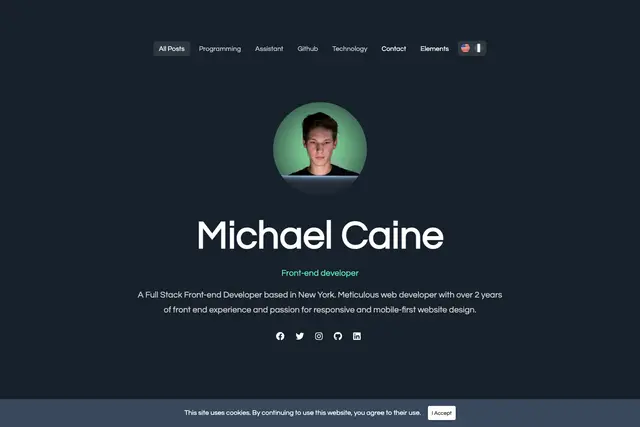 All Posts Programming Assistant Github Technology Contact Elements
Michael Caine
Front-end developer
A Full Stack Front-end Developer based in New York. Meticulous web developer with over 2 years
of front end experience and passion for responsive and mobile-first website design.
This site uses cookies. By continuing to use this website, you agree to their use. I Accept